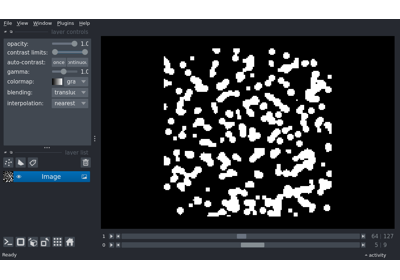 File View Window Plugins Help
layer controls
opacity: 1.0
contrast limits:
auto-contrast: once continuous
gamma: 1.0
colormap: gra
blending: translu
interpolation: nearest
layer list
Image
1 64 127
0 5 9
Ready activity